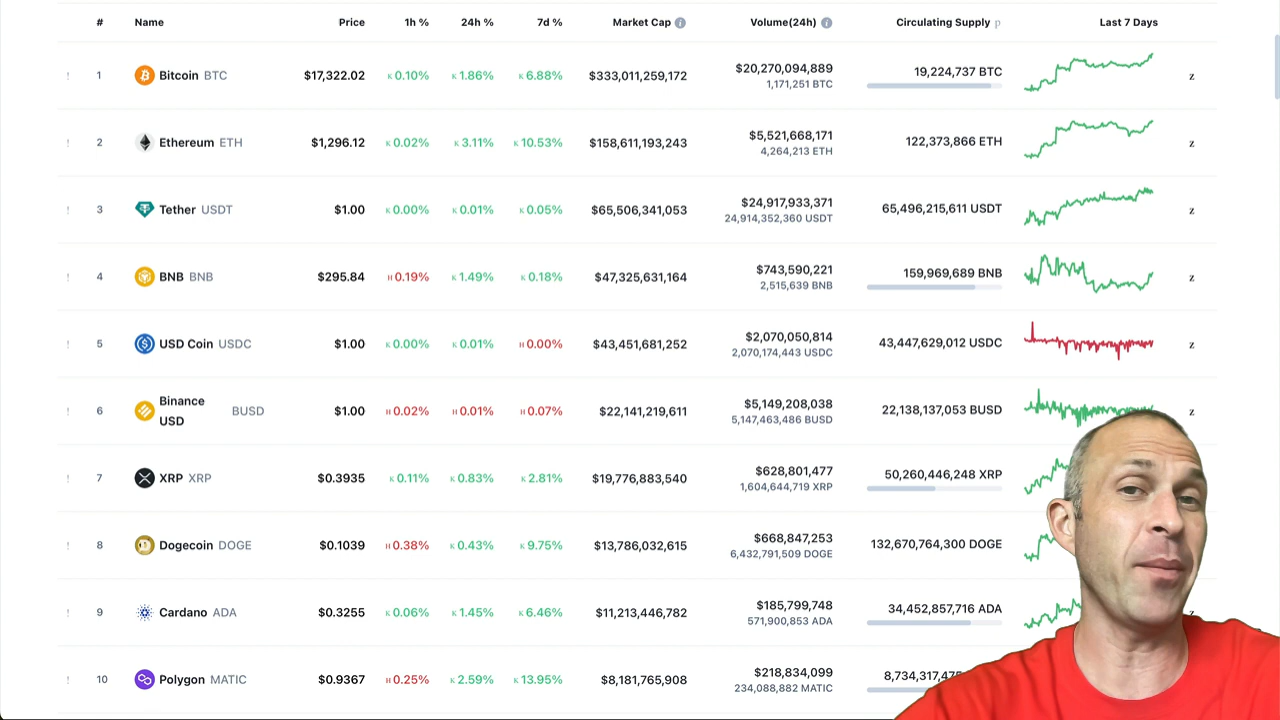 # Name Price 1h % 24h % 7d % Market Cap Volume(24h) Circulating Supply p Last 7 Days
! 1 Bitcoin BTC $17,322.02 K 0.10% K 1.86% K 6.88% $333,011,259,172 $20,270,094,889 19,224,737 BTC z
1,171,251 BTC
! 2 Ethereum ETH $1,296.12 K 0.02% K 3.11% K 10.53% $158,611,193,243 $5,521,668,171 122,373,866 ETH z
4,264,213 ETH
! 3 Tether USDT $1.00 K 0.00% K 0.01% K 0.05% $65,506,341,053 $24,917,933,371 65,496,215,611 USDT z
24,914,352,360 USDT
! 4 BNB BNB $295.84 H 0.19% K 1.49% K 0.18% $47,325,631,164 $743,590,221 159,969,689 BNB z
2,515,639 BNB
! 5 USD Coin USDC $1.00 K 0.00% K 0.01% H 0.00% $43,451,681,252 $2,070,050,814 43,447,629,012 USDC z
2,070,174,443 USDC
! 6 Binance USD BUSD $1.00 H 0.02% H 0.01% H 0.07% $22,141,219,611 $5,149,208,038 22,138,137,053 BUSD z
5,147,463,486 BUSD
! 7 XRP XRP $0.3935 K 0.11% K 0.83% K 2.81% $19,776,883,540 $628,801,477 50,260,446,248 XRP
1,604,644,719 XRP
! 8 Dogecoin DOGE $0.1039 H 0.38% K 0.43% K 9.75% $13,786,032,615 $668,847,253 132,670,764,300 DOGE
6,432,791,509 DOGE
! 9 Cardano ADA $0.3255 K 0.06% K 1.45% K 6.46% $11,213,446,782 $185,799,748 34,452,857,716 ADA z
571,900,853 ADA
! 10 Polygon MATIC $0.9367 H 0.25% K 2.59% K 13.95% $8,181,765,908 $218,834,099
234,088,882 MATIC